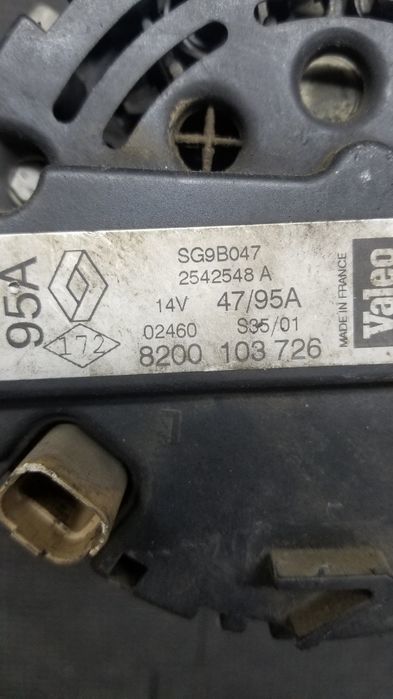 95A
172
SG9B047
2542548 A
14V 47/95A
02460 S35/01
8200 103 726
MADE IN FRANCE
Valeo